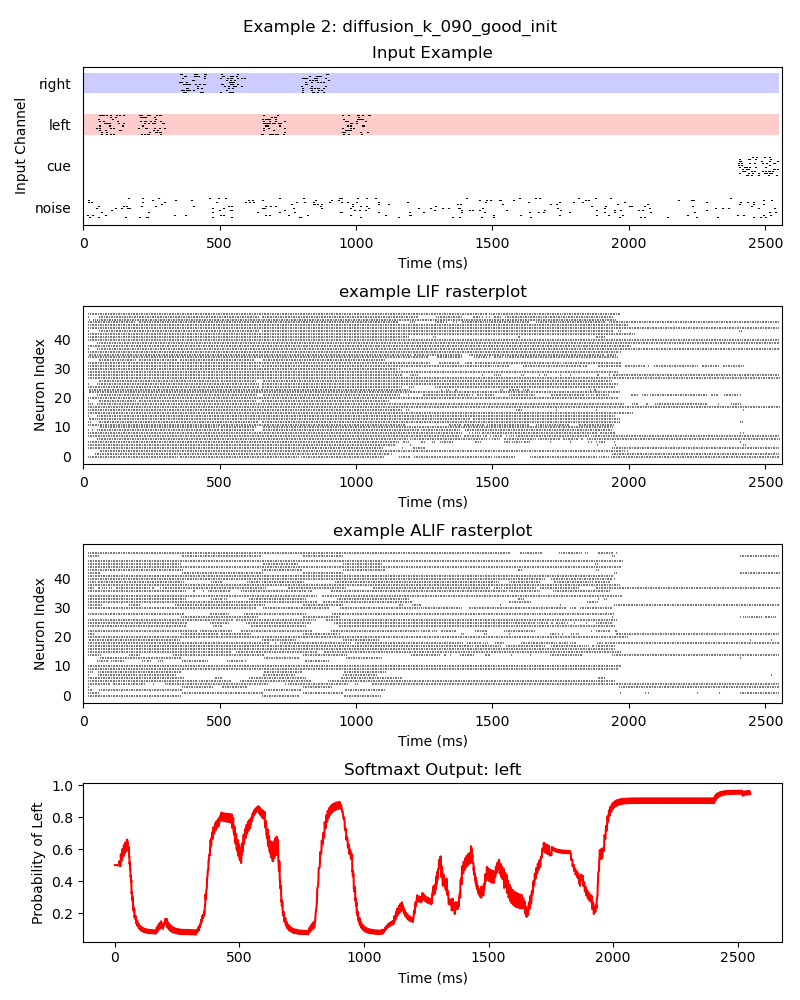 Example 2: diffusion_k_090_good_init
Input Example
Input Channel
right
left
cue
noise
0 500 1000 1500 2000 2500
Time (ms)
example LIF rasterplot
Neuron Index
40
30
20
10
0
0 500 1000 1500 2000 2500
Time (ms)
example ALIF rasterplot
Neuron Index
40
30
20
10
0
0 500 1000 1500 2000 2500
Time (ms)
Softmaxt Output: left
Probability of Left
1.0
0.8
0.6
0.4
0.2
0 500 1000 1500 2000 2500
Time (ms)